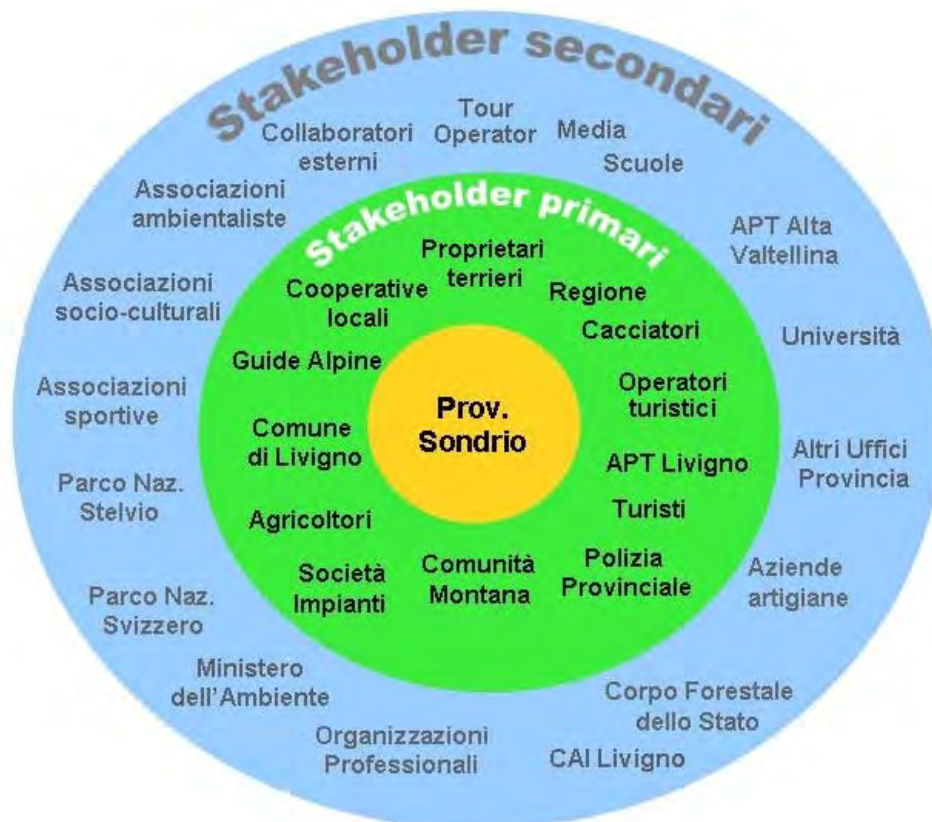 Stakeholder secondari
Tour
Operator
Collaboratori
esterni
Media
Scuole
Associazioni
ambientaliste
APT Alta
Valtellina
Associazioni
socio-culturali
Università
Associazioni
sportive
Altri Uffici
Provincia
Parco Naz.
Stelvio
Aziende
artigiane
Parco Naz.
Svizzero
Ministero
dell'Ambiente
Corpo Forestale
dello Stato
Organizzazioni
Professionali
CAI Livigno
Stakeholder primari
Proprietari
terrieri
Cooperative
locali
Regione
Cacciatori
Guide Alpine
Operatori
turistici
Comune
di Livigno
APT Livigno
Agricoltori
Turisti
Società
Impianti
Comunità
Montana
Polizia
Provinciale
Prov.
Sondrio